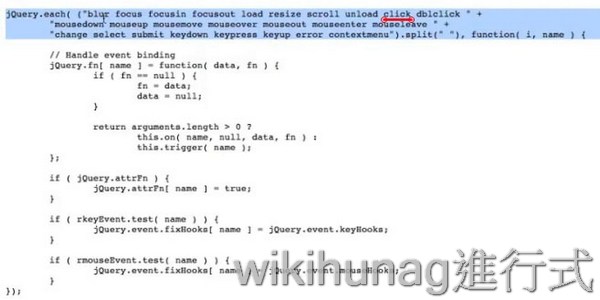 jQuery.each( ("blur focus focusin focusout load resize scroll unload click dblclick " +
"mousedown mouseup mousemove mouseover mouseout mouseenter mouseleave " +
"change select submit keydown keypress keyup error contextmenu").split(" "), function( i, name ) {
// Handle event binding
jQuery.fn[ name ] = function( data, fn ) {
if ( fn == null ) {
fn = data;
data = null;
}
return arguments.length > 0 ?
this.on( name, null, data, fn ) :
this.trigger( name );
};
if ( jQuery.attrFn ) {
jQuery.attrFn[ name ] = true;
}
if ( rkeyEvent.test( name ) ) {
jQuery.event.fixHooks[ name ] = jQuery.event.keyHooks;
}
if ( rmouseEvent.test( name ) ) {
jQuery.event.fixHooks[ name ] = jQuery.event.mouseHooks;
}
});
wikihunag進行式